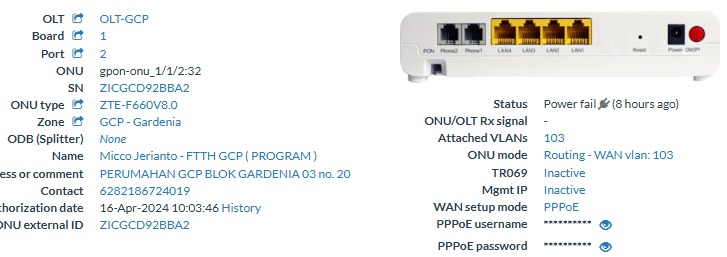 OLT OLT-GCP
Board 1
Port 2
ONU gpon-onu_1/1/2:32
SN ZICGCD92BBA2
ONU type ZTE-F660V8.0
Zone GCP - Gardenia
ODB (Splitter) None
Name Micco Jerianto - FTTH GCP ( PROGRAM )
ess or comment PERUMAHAN GCP BLOK GARDENIA 03 no. 20
Contact 6282186724019
thorization date 16-Apr-2024 10:03:46 History
ONU external ID ZICGCD92BBA2
PON Phone2 Phone1 LAN4 LAN3 LAN2 LAN1 Reset Power ON/OFF
Status Power fail (8 hours ago)
ONU/OLT Rx signal -
Attached VLANs 103
ONU mode Routing - WAN vlan: 103
TR069 Inactive
Mgmt IP Inactive
WAN setup mode PPPoE
PPPoE username **********
PPPoE password **********